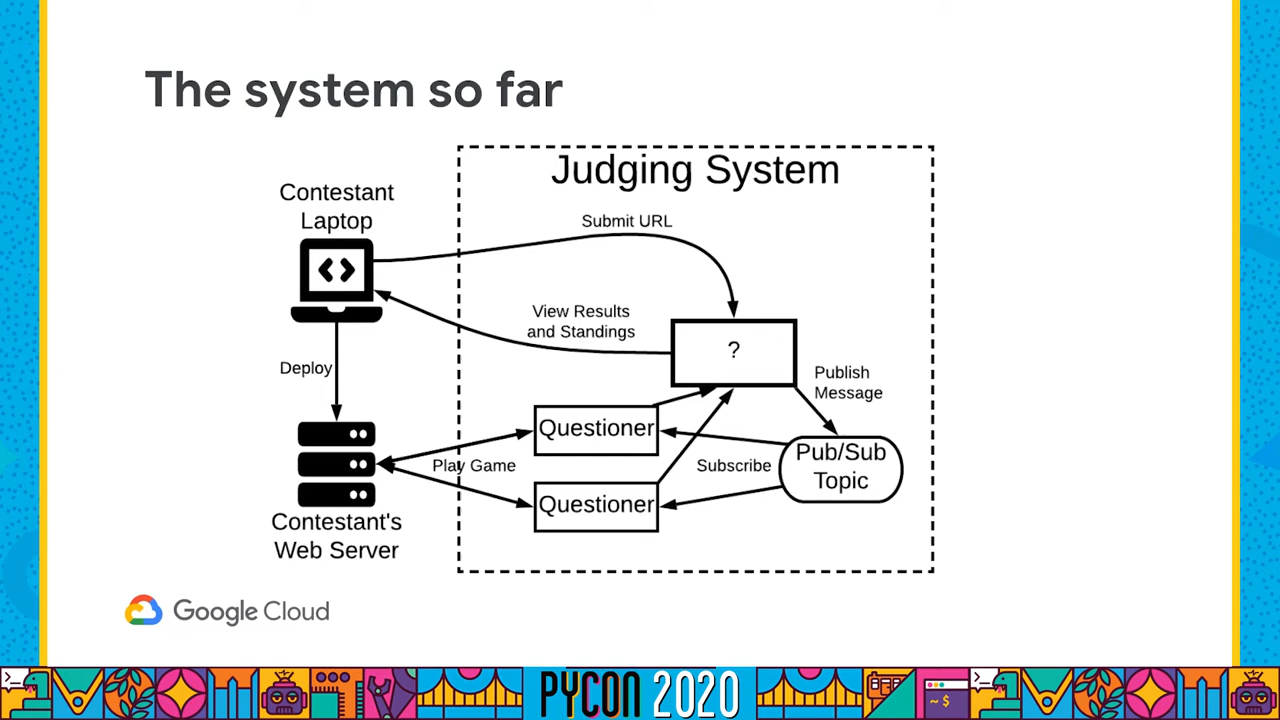 The system so far
Judging System
Contestant
Laptop
Submit URL
View Results
and Standings
?
Deploy
Publish
Message
Questioner
Play Game
Subscribe
Pub/Sub
Topic
Questioner
Contestant's
Web Server
Google Cloud
PYCON 2020
~$